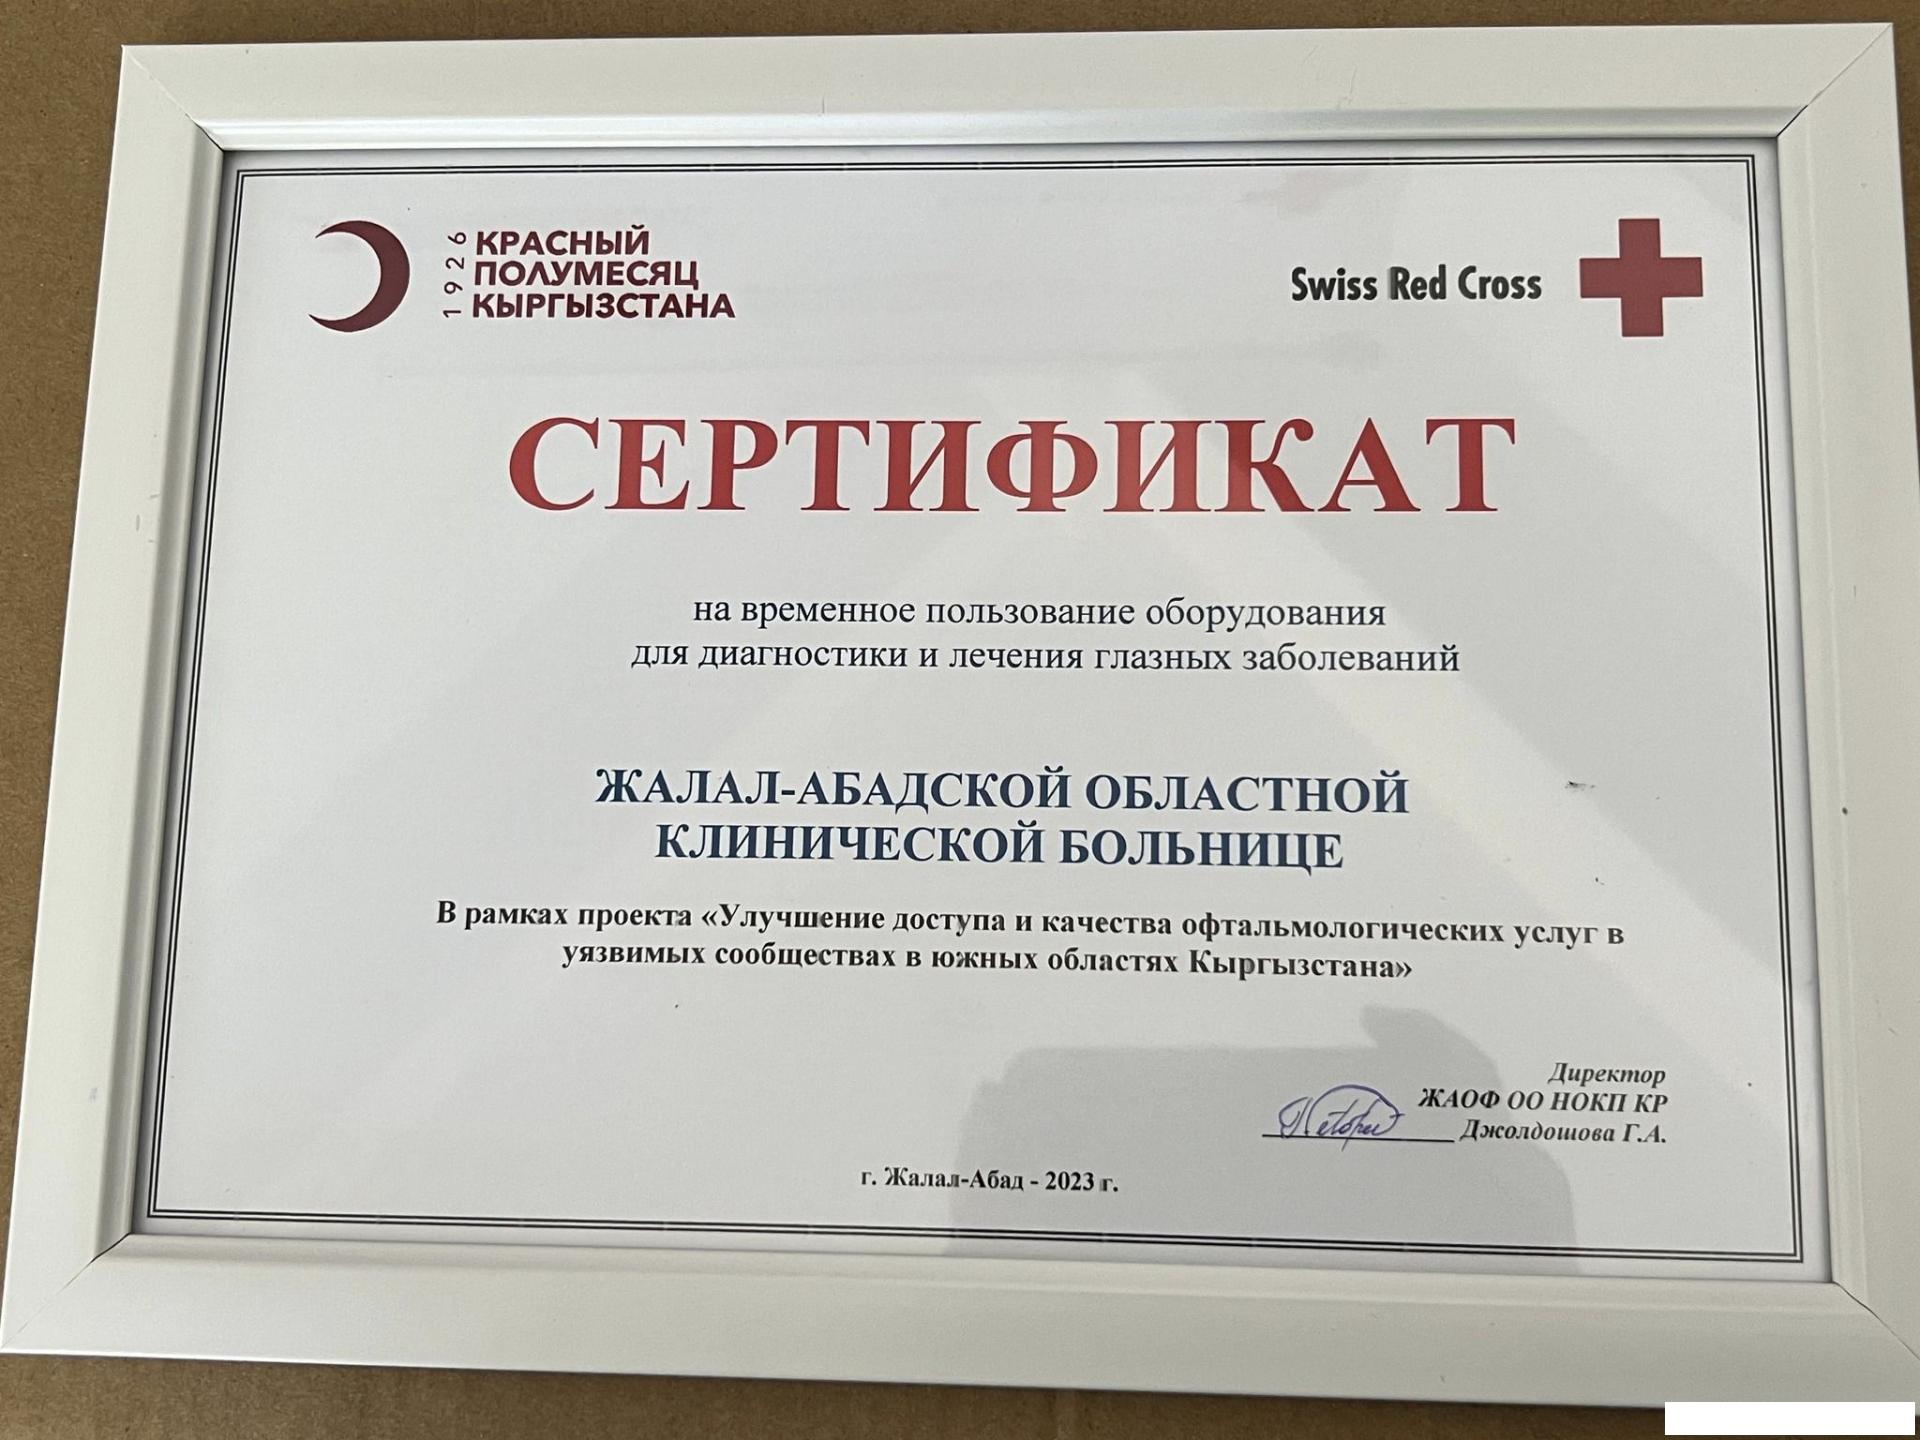 1926
КРАСНЫЙ
ПОЛУМЕСЯЦ
КЫРГЫЗСТАНА
Swiss Red Cross
СЕРТИФИКАТ
на временное пользование оборудования
для диагностики и лечения глазных заболеваний
ЖАЛАЛ-АБАДСКОЙ ОБЛАСТНОЙ
КЛИНИЧЕСКОЙ БОЛЬНИЦЕ
В рамках проекта «Улучшение доступа и качества офтальмологических услуг в
уязвимых сообществах в южных областях Кыргызстана»
Директор
ЖАОФ ОО НОКП КР
Джолдошова Г.А.
г. Жалал-Абад - 2023 г.